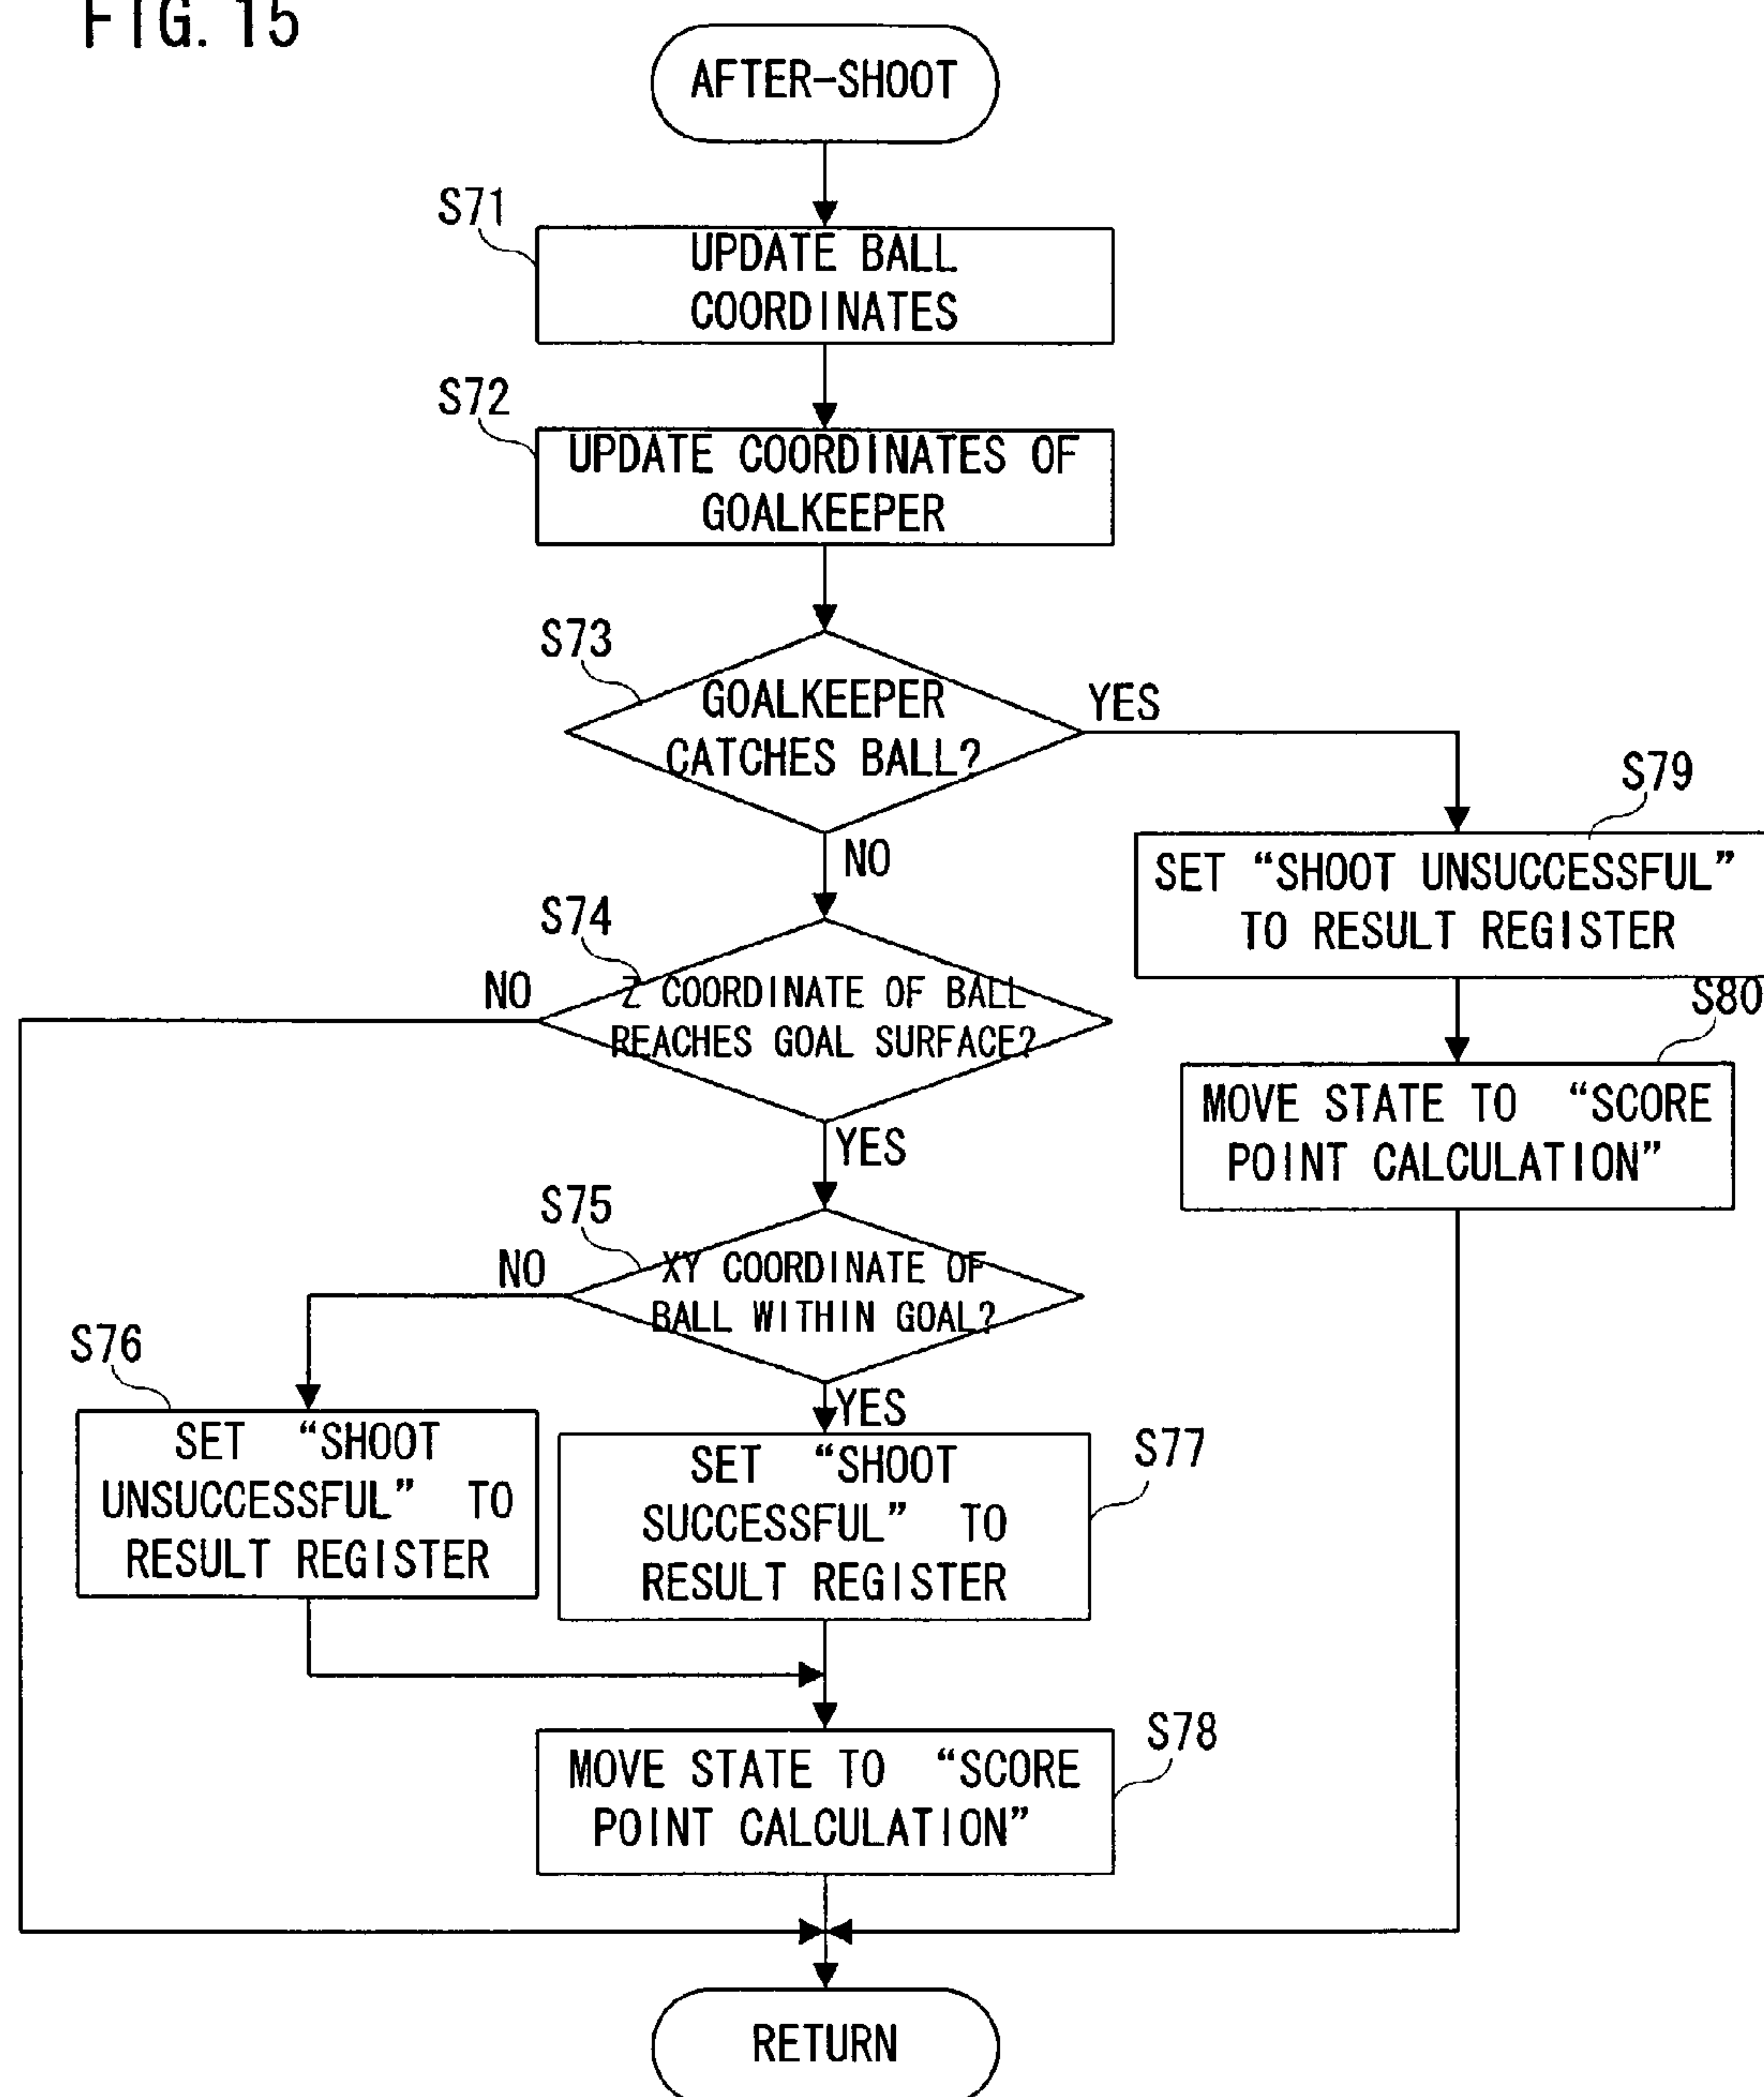 FIG. 15
AFTER-SHOOT
S71
UPDATE BALL
COORDINATES
S72
UPDATE COORDINATES OF
GOALKEEPER
S73
GOALKEEPER
CATCHES BALL?
YES
NO
S79
SET “SHOOT UNSUCCESSFUL”
TO RESULT REGISTER
S74
NO
Z COORDINATE OF BALL
REACHES GOAL SURFACE?
YES
S80
MOVE STATE TO “SCORE
POINT CALCULATION”
S75
NO
XY COORDINATE OF
BALL WITHIN GOAL?
YES
S76
SET “SHOOT
UNSUCCESSFUL” TO
RESULT REGISTER
S77
SET “SHOOT
SUCCESSFUL” TO
RESULT REGISTER
S78
MOVE STATE TO “SCORE
POINT CALCULATION”
RETURN